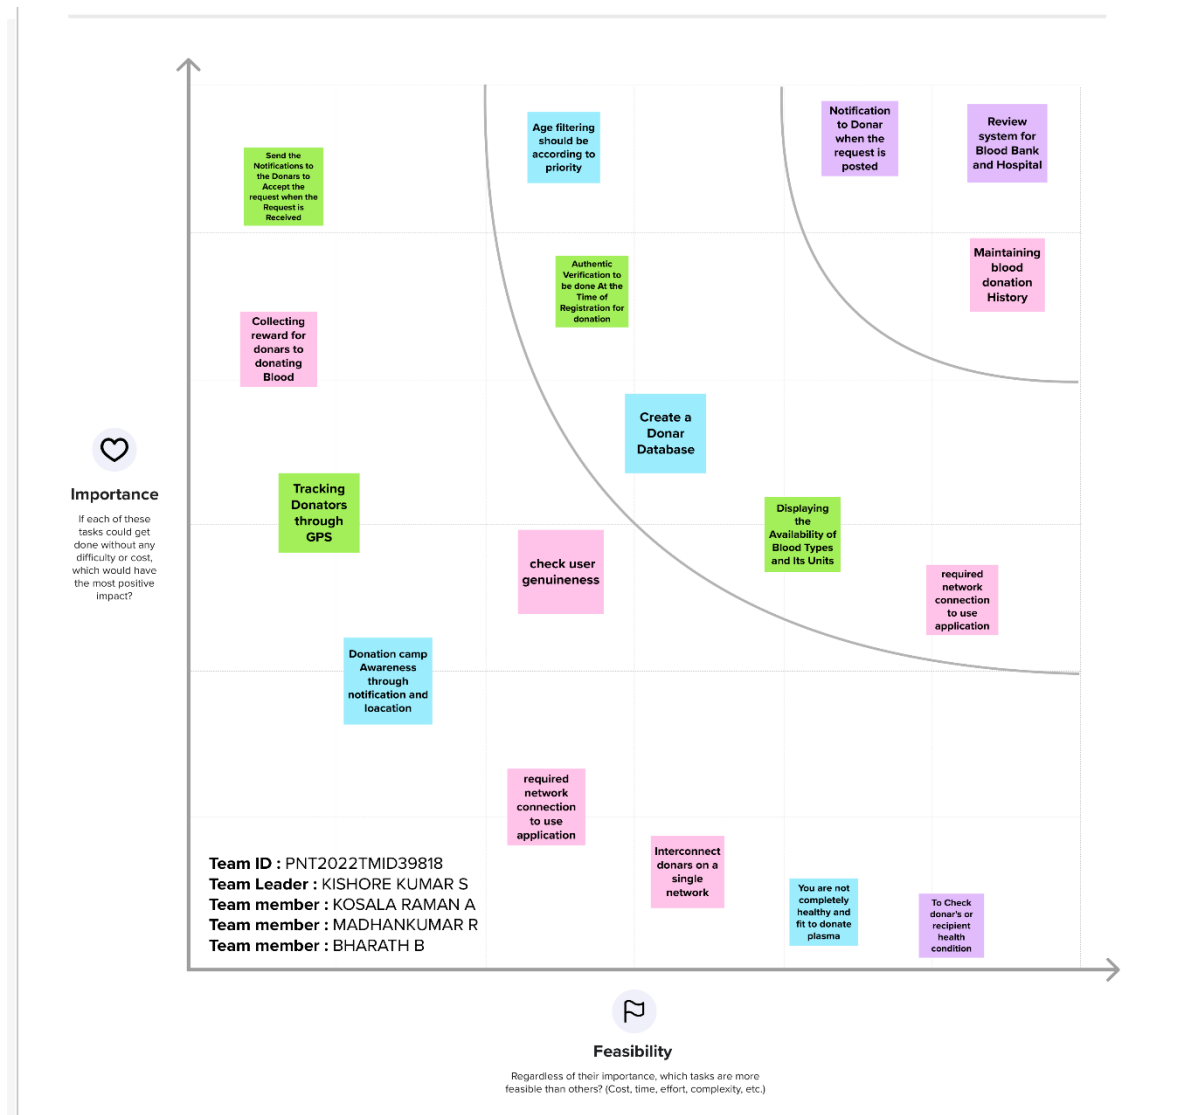 Send the
Notifications to
the Donars to
Accept the
request when the
Request is
Received
Age filtering
should be
according to
priority
Notification
to Donar
when the
request is
posted
Review
system for
Blood Bank
and Hospital
Authentic
Verification to
be done At the
Time of
Registration for
donation
Maintaining
blood
donation
History
Collecting
reward for
donars to
donating
Blood
Create a
Donar
Database
Importance
If each of these
tasks could get
done without any
difficulty or cost,
which would have
the most positive
impact?
Tracking
Donators
through
GPS
check user
genuineness
Displaying
the
Availability of
Blood Types
and Its Units
required
network
connection
to use
application
Donation camp
Awareness
through
notification and
loacation
required
network
connection
to use
application
Interconnect
donars on a
single
network
You are not
completely
healthy and
fit to donate
plasma
To Check
donar's or
recipient
health
condition
Team ID : PNT2022TMID39818
Team Leader : KISHORE KUMAR S
Team member : KOSALA RAMAN A
Team member : MADHANKUMAR R
Team member : BHARATH B
Feasibility
Regardless of their importance, which tasks are more
feasible than others? (Cost, time, effort, complexity, etc.)